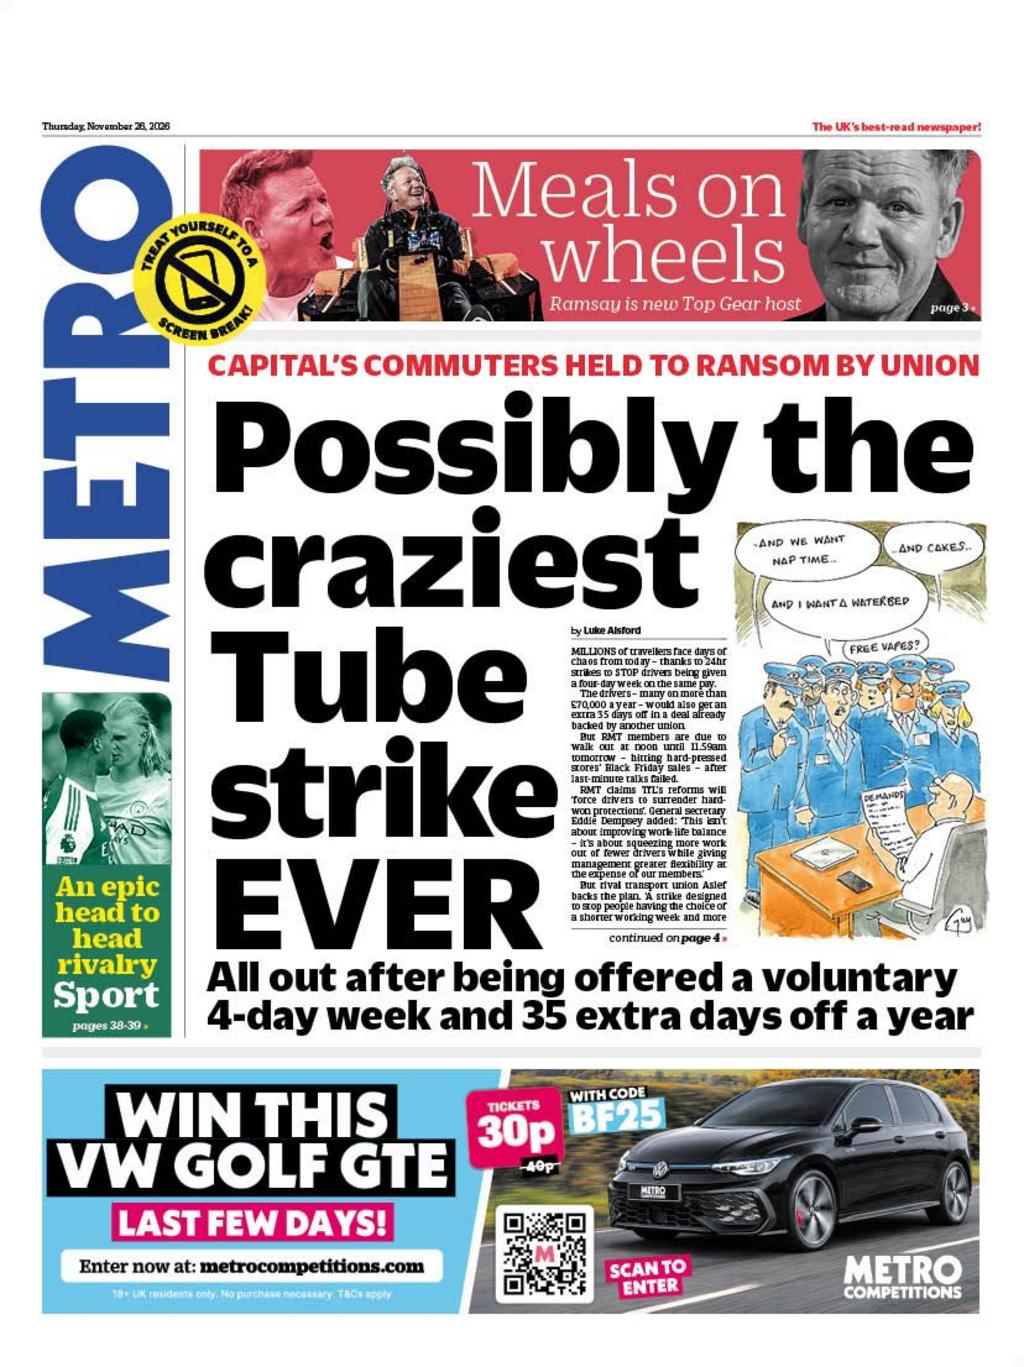 Thursday, November 26, 2026
The UK's best-read newspaper!
METRO
TREAT YOURSELF TO A
SCREEN BREAK!
Meals on
wheels
Ramsay is new Top Gear host
page 3»
CAPITAL'S COMMUTERS HELD TO RANSOM BY UNION
Possibly the
craziest
Tube
strike
EVER
by Luke Alsford
MILLIONS of travellers face days of
chaos from today – thanks to 24hr
strikes to STOP drivers being given
a four-day week on the same pay.
The drivers – many on more than
£70,000 a year – would also get an
extra 35 days off in a deal already
backed by another union.
But RMT members are due to
walk out at noon until 11.59am
tomorrow – hitting hard-pressed
stores' Black Friday sales – after
last-minute talks failed.
RMT claims TfL's reforms will
'force drivers to surrender hard-
won protections'. General secretary
Eddie Dempsey added: 'This isn't
about improving work-life balance
– it's about squeezing more work
out of fewer drivers while giving
management greater flexibility at
the expense of our members.'
But rival transport union Aslef
backs the plan. 'A strike designed
to stop people having the choice of
a shorter working week and more
continued on page 4»
..AND WE WANT
NAP TIME..
..AND CAKES..
AND I WANT A WATERBED
FREE VAPES?
DEMANDS
Guy
All out after being offered a voluntary
4-day week and 35 extra days off a year
An epic
head to
head
rivalry
Sport
pages 38-39»
WIN THIS
VW GOLF GTE
LAST FEW DAYS!
Enter now at: metrocompetitions.com
18+ UK residents only. No purchase necessary. T&Cs apply
TICKETS
30p
40p
WITH CODE
BF25
M
SCAN TO
ENTER
METRO
COMPETITIONS
METRO
COMPETITIONS